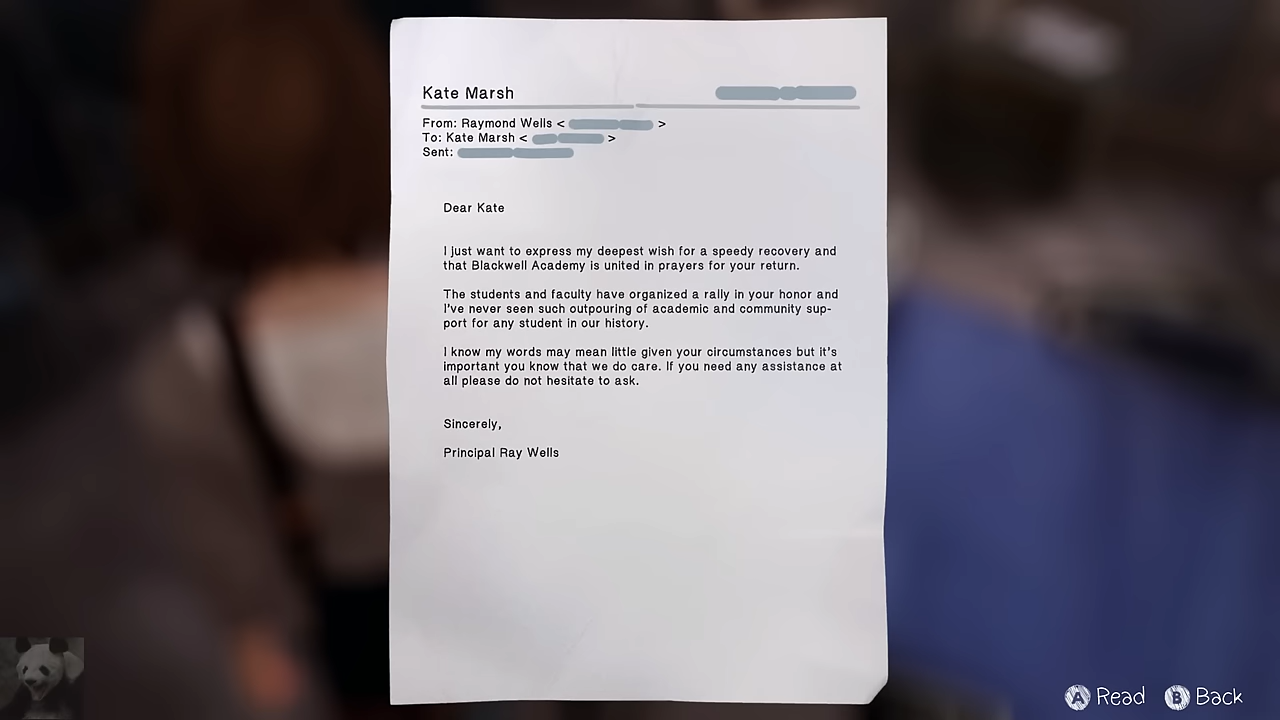 Kate Marsh
From: Raymond Wells < >
To: Kate Marsh < >
Sent:
Dear Kate
I just want to express my deepest wish for a speedy recovery and
that Blackwell Academy is united in prayers for your return.
The students and faculty have organized a rally in your honor and
I've never seen such outpouring of academic and community sup-
port for any student in our history.
I know my words may mean little given your circumstances but it's
important you know that we do care. If you need any assistance at
all please do not hesitate to ask.
Sincerely,
Principal Ray Wells
A Read B Back